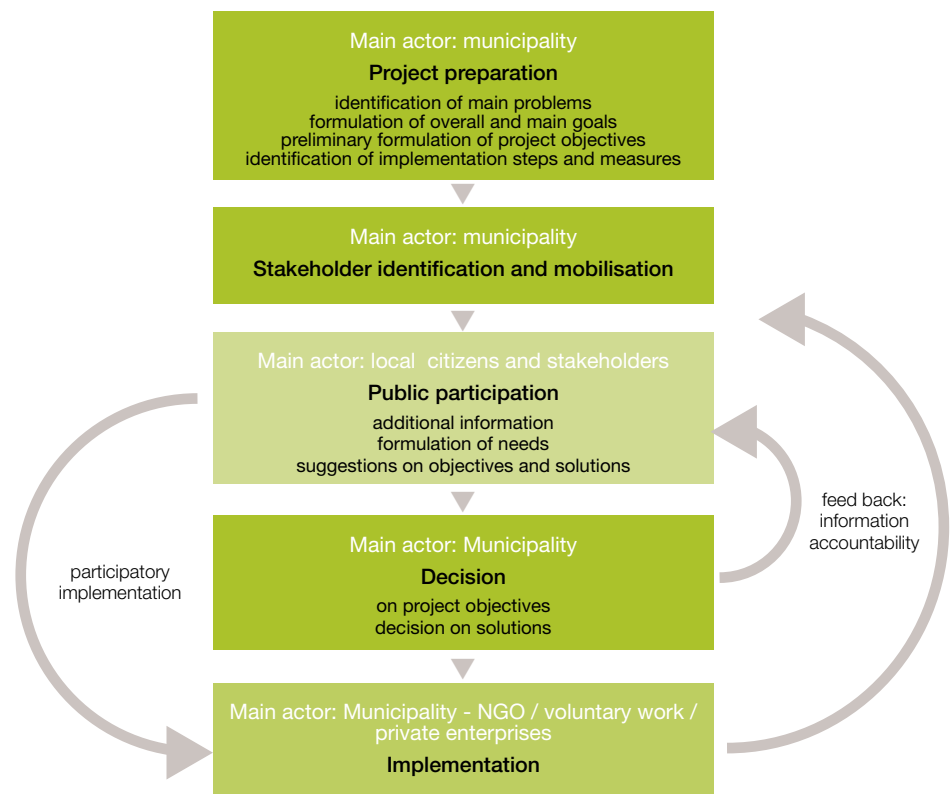 Main actor: municipality
Project preparation
identification of main problems
formulation of overall and main goals
preliminary formulation of project objectives
identification of implementation steps and measures
Main actor: municipality
Stakeholder identification and mobilisation
Main actor: local citizens and stakeholders
Public participation
additional information
formulation of needs
suggestions on objectives and solutions
feed back:
information
accountability
Main actor: Municipality
Decision
on project objectives
decision on solutions
participatory
implementation
Main actor: Municipality - NGO / voluntary work /
private enterprises
Implementation